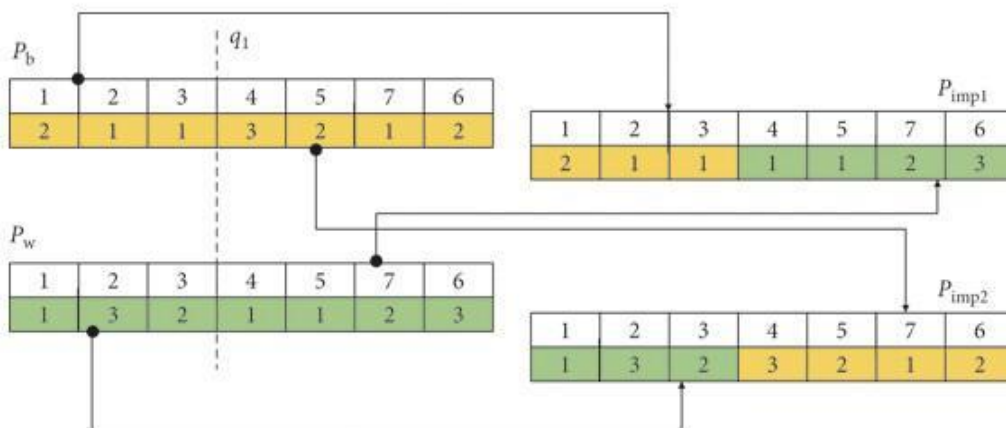 q1
Pb
1 2 3 4 5 7 6
2 1 1 3 2 1 2
Pimp1
1 2 3 4 5 7 6
2 1 1 1 1 2 3
Pw
1 2 3 4 5 7 6
1 3 2 1 1 2 3
Pimp2
1 2 3 4 5 7 6
1 3 2 3 2 1 2